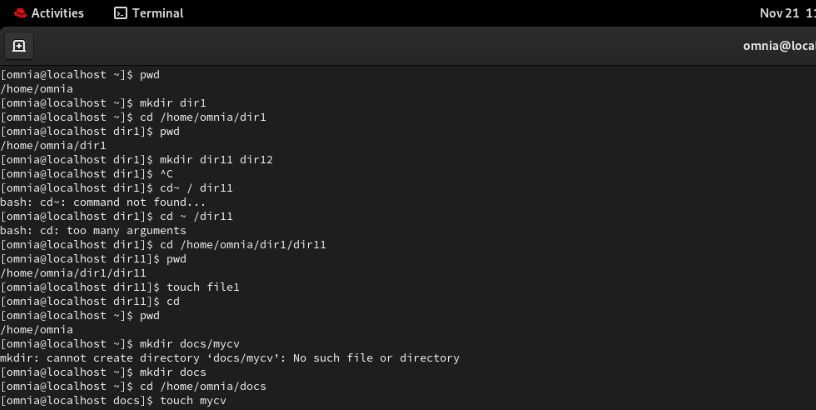 Activities Terminal Nov 21 11
omnia@loca
[omnia@localhost ~]$ pwd
/home/omnia
[omnia@localhost ~]$ mkdir dir1
[omnia@localhost ~]$ cd /home/omnia/dir1
[omnia@localhost dir1]$ pwd
/home/omnia/dir1
[omnia@localhost dir1]$ mkdir dir11 dir12
[omnia@localhost dir1]$ ^C
[omnia@localhost dir1]$ cd~ / dir11
bash: cd~: command not found...
[omnia@localhost dir1]$ cd ~ /dir11
bash: cd: too many arguments
[omnia@localhost dir1]$ cd /home/omnia/dir1/dir11
[omnia@localhost dir11]$ pwd
/home/omnia/dir1/dir11
[omnia@localhost dir11]$ touch file1
[omnia@localhost dir11]$ cd
[omnia@localhost ~]$ pwd
/home/omnia
[omnia@localhost ~]$ mkdir docs/mycv
mkdir: cannot create directory ‘docs/mycv’: No such file or directory
[omnia@localhost ~]$ mkdir docs
[omnia@localhost ~]$ cd /home/omnia/docs
[omnia@localhost docs]$ touch mycv